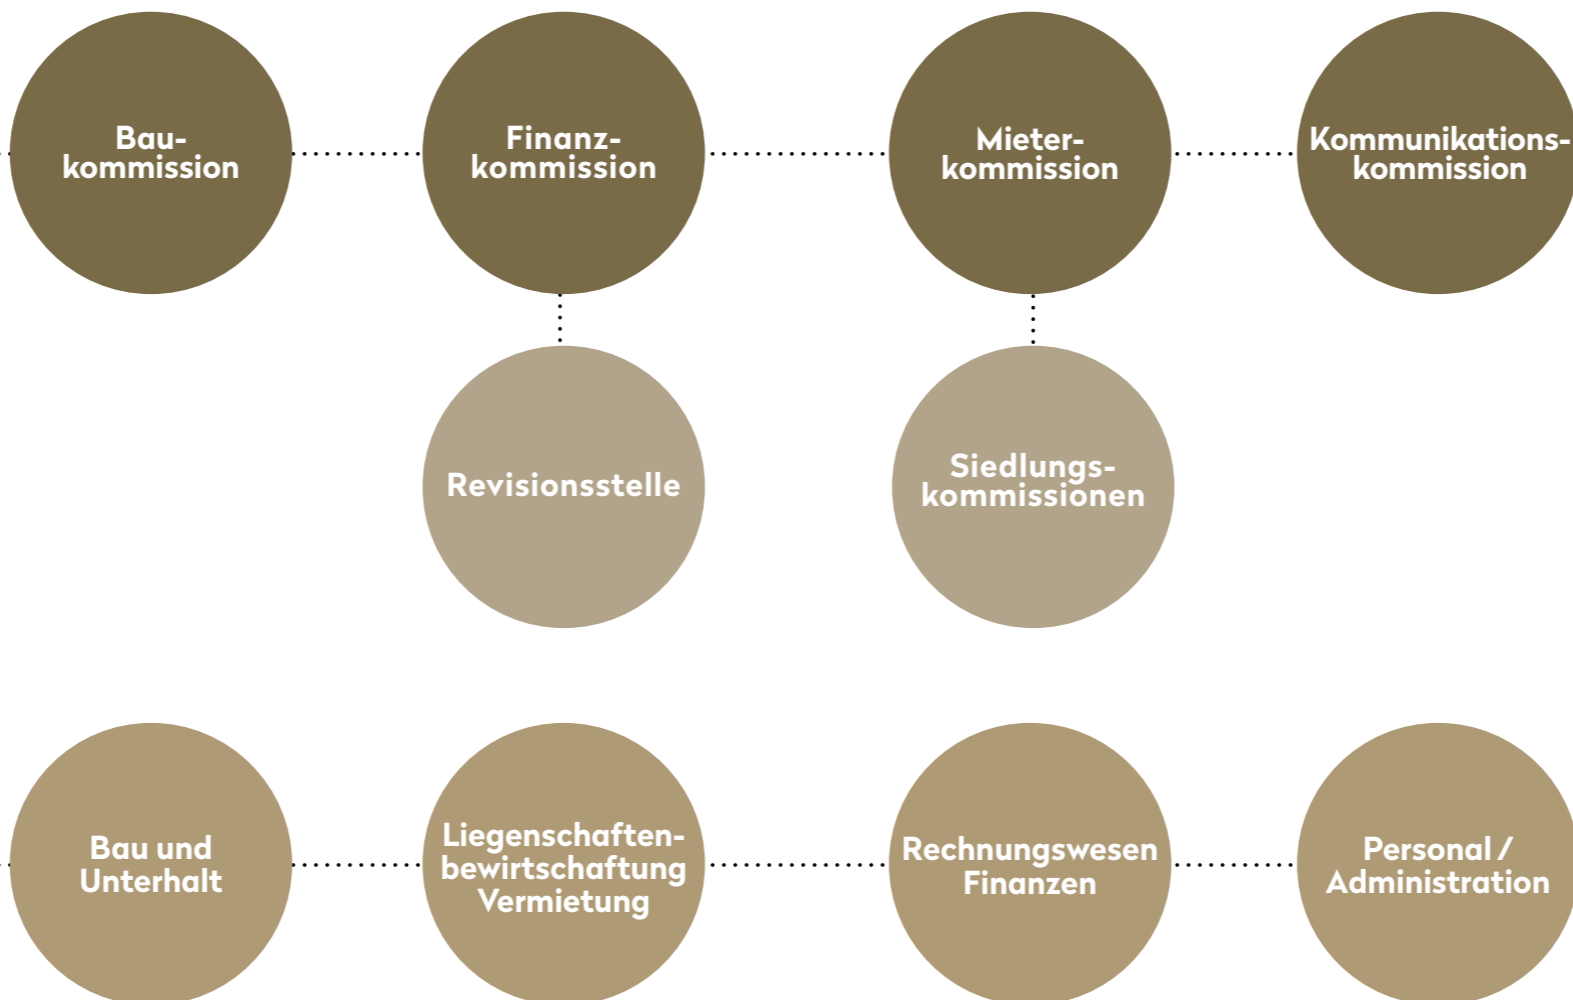 Bau-
kommission
Finanz-
kommission
Mieter-
kommission
Kommunikations-
kommission
Revisionsstelle
Siedlungs-
kommissionen
Bau und
Unterhalt
Liegenschaften-
bewirtschaftung
Vermietung
Rechnungswesen
Finanzen
Personal /
Administration